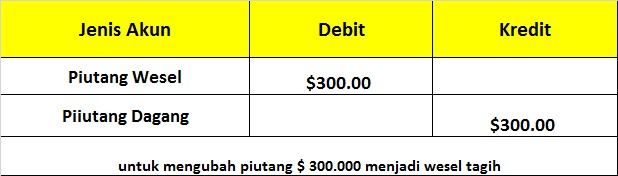 Jenis Akun Debit Kredit
Piutang Wesel $300.00
Piiutang Dagang $300.00
untuk mengubah piutang $ 300.000 menjadi wesel tagih